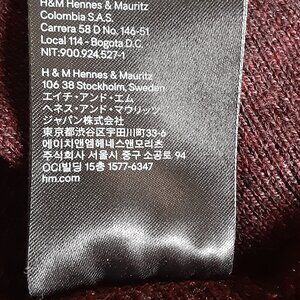 H&M Hennes & Mauritz
Colombia S.A.S.
Carrera 58 D No. 146-51
Local 114 - Bogota D.C.
NIT:900.924.527-1
H & M Hennes & Mauritz
106 38 Stockholm, Sweden
エイチ・アンド・エム
ヘネス・アンド・マウリッツ
ジャパン株式会社
東京都渋谷区宇田川町33-6
에이치앤엠헤네스앤모리츠
주식회사 서울시 중구 소공로 94
OCI빌딩 15층 1577-6347
hm.com